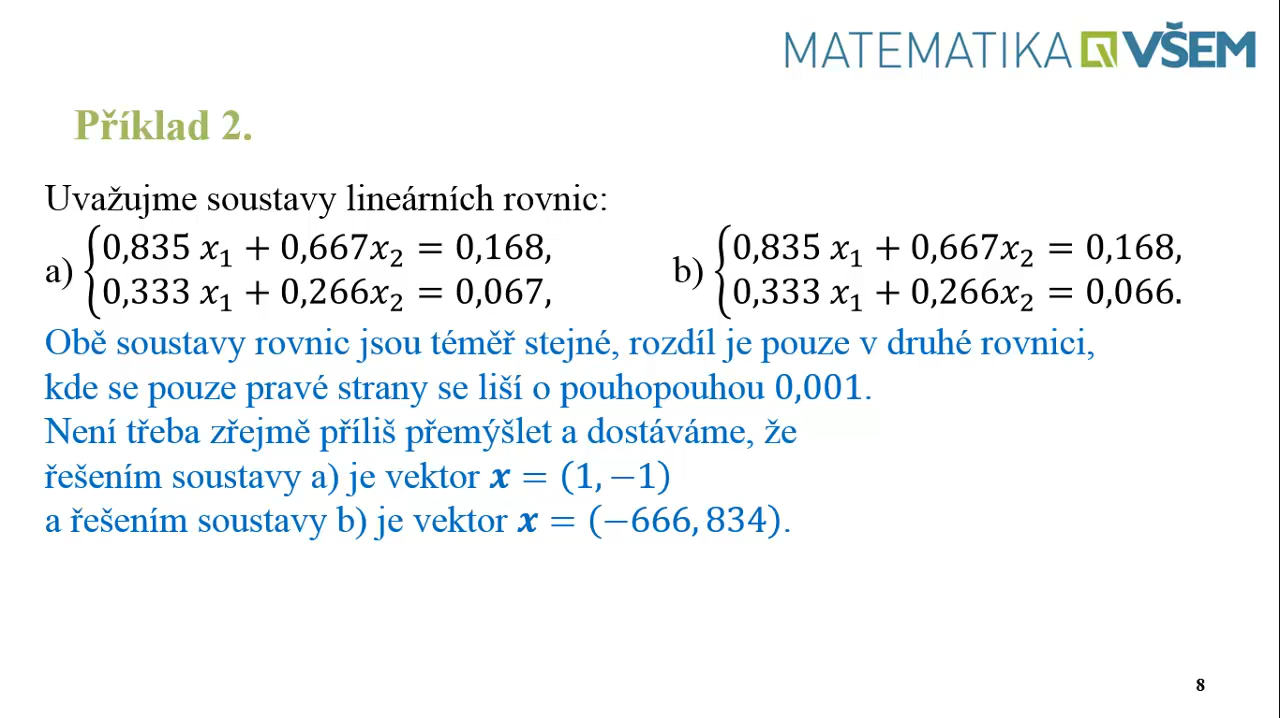 MATEMATIKA VŠEM
Příklad 2.
Uvažujme soustavy lineárních rovnic:
a) {0,835 x₁ + 0,667x₂ = 0,168,
0,333 x₁ + 0,266x₂ = 0,067,
b) {0,835 x₁ + 0,667x₂ = 0,168,
0,333 x₁ + 0,266x₂ = 0,066.
Obě soustavy rovnic jsou téměř stejné, rozdíl je pouze v druhé rovnici,
kde se pouze pravé strany se liší o pouhopouhou 0,001.
Není třeba zřejmě příliš přemýšlet a dostáváme, že
řešením soustavy a) je vektor x = (1, −1)
a řešením soustavy b) je vektor x = (−666, 834).
8